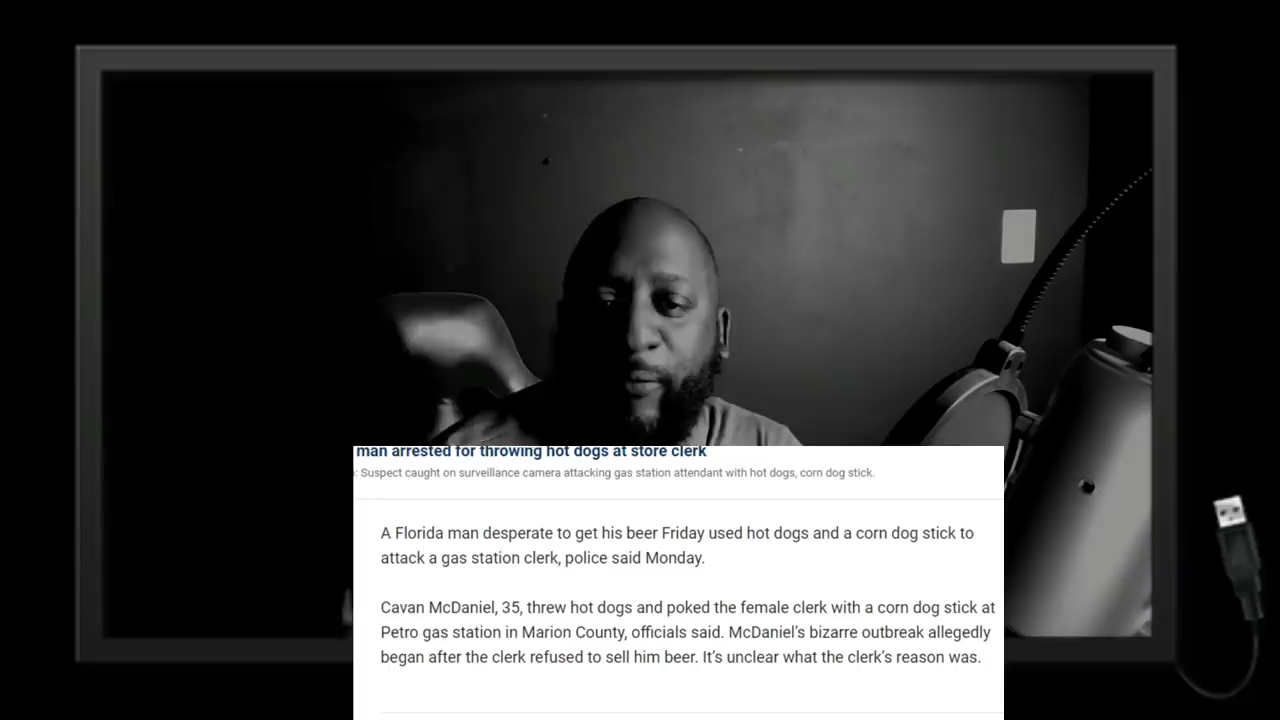 man arrested for throwing hot dogs at store clerk
: Suspect caught on surveillance camera attacking gas station attendant with hot dogs, corn dog stick.
A Florida man desperate to get his beer Friday used hot dogs and a corn dog stick to
attack a gas station clerk, police said Monday.
Cavan McDaniel, 35, threw hot dogs and poked the female clerk with a corn dog stick at
Petro gas station in Marion County, officials said. McDaniel’s bizarre outbreak allegedly
began after the clerk refused to sell him beer. It’s unclear what the clerk’s reason was.